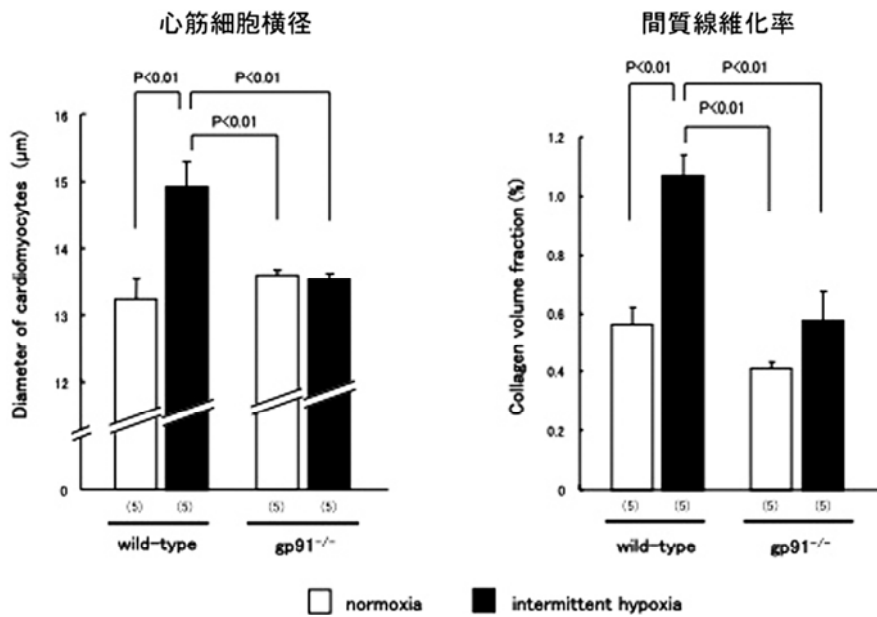 心筋細胞横径
P<0.01
P<0.01
P<0.01
Diameter of cardiomyocytes (μm)
16
15
14
13
12
0
(5)
(5)
(5)
(5)
wild-type
gp91-/-
間質線維化率
P<0.01
P<0.01
P<0.01
Collagen volume fraction (%)
1.2
1.0
0.8
0.6
0.4
0.2
0
(5)
(5)
(5)
(5)
wild-type
gp91-/-
normoxia
intermittent hypoxia